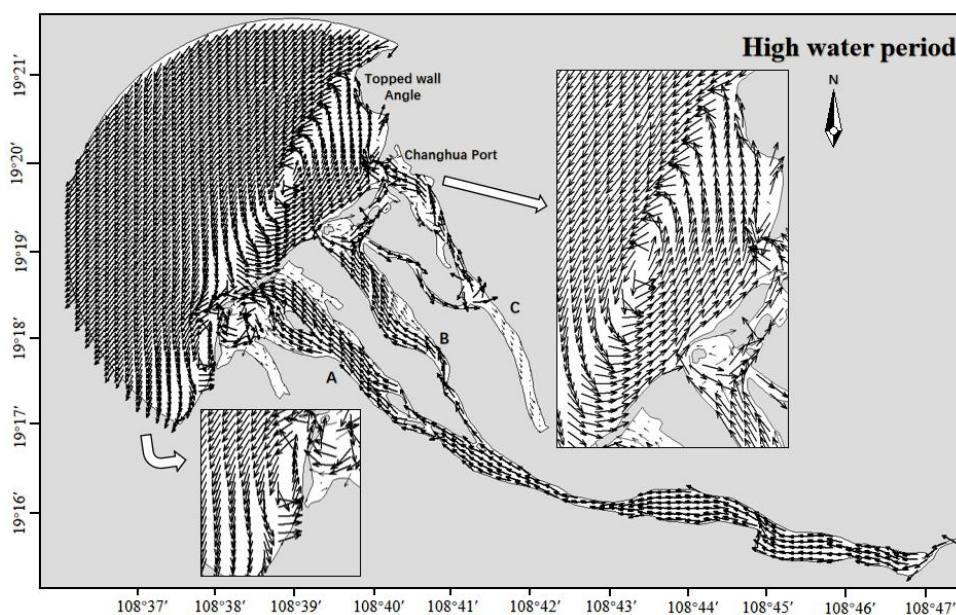 High water period
N
Topped wall
Angle
Changhua Port
A
B
C
19°21′
19°20′
19°19′
19°18′
19°17′
19°16′
108°37′ 108°38′ 108°39′ 108°40′ 108°41′ 108°42′ 108°43′ 108°44′ 108°45′ 108°46′ 108°47′